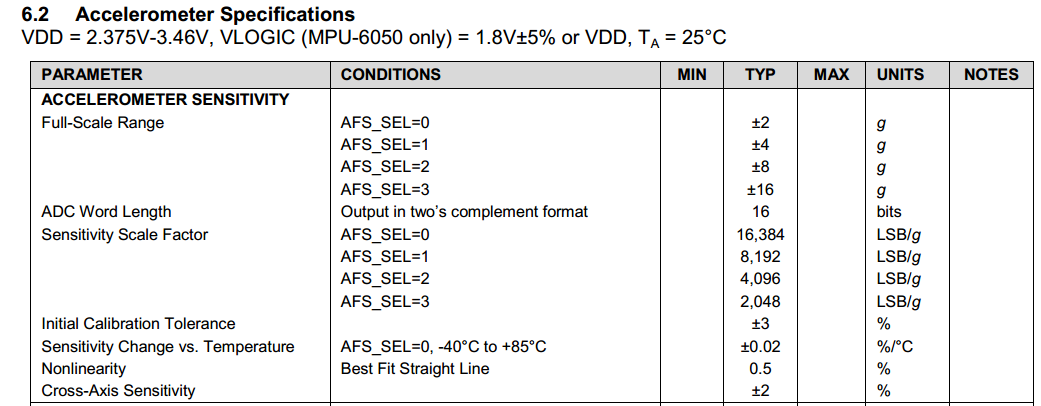 6.2 Accelerometer Specifications
VDD = 2.375V-3.46V, VLOGIC (MPU-6050 only) = 1.8V±5% or VDD, TA = 25°C
PARAMETER CONDITIONS MIN TYP MAX UNITS NOTES
ACCELEROMETER SENSITIVITY
Full-Scale Range AFS_SEL=0 ±2 g
AFS_SEL=1 ±4 g
AFS_SEL=2 ±8 g
AFS_SEL=3 ±16 g
ADC Word Length Output in two's complement format 16 bits
Sensitivity Scale Factor AFS_SEL=0 16,384 LSB/g
AFS_SEL=1 8,192 LSB/g
AFS_SEL=2 4,096 LSB/g
AFS_SEL=3 2,048 LSB/g
Initial Calibration Tolerance ±3 %
Sensitivity Change vs. Temperature AFS_SEL=0, -40°C to +85°C ±0.02 %/°C
Nonlinearity Best Fit Straight Line 0.5 %
Cross-Axis Sensitivity ±2 %